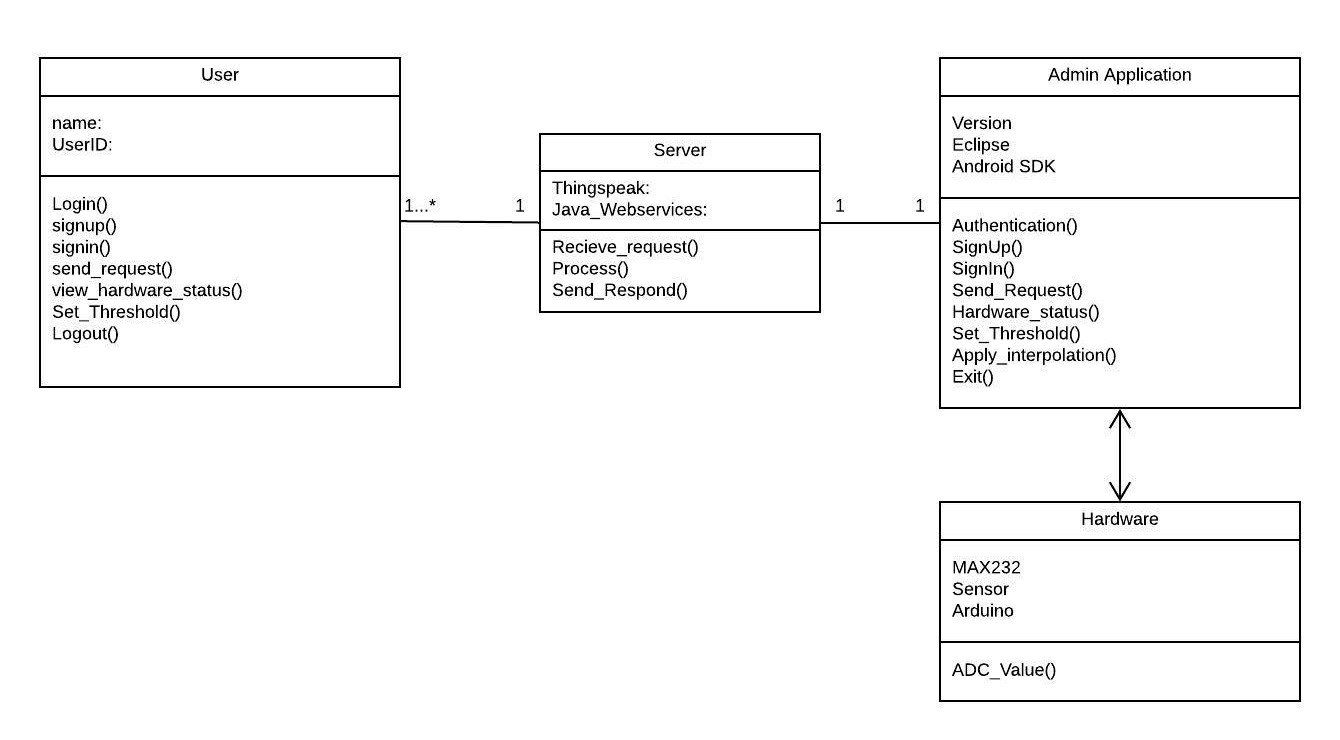 User
name:
UserID:
Login()
signup()
signin()
send_request()
view_hardware_status()
Set_Threshold()
Logout()
1...*
1
Server
Thingspeak:
Java_Webservices:
Recieve_request()
Process()
Send_Respond()
1
1
Admin Application
Version
Eclipse
Android SDK
Authentication()
SignUp()
SignIn()
Send_Request()
Hardware_status()
Set_Threshold()
Apply_interpolation()
Exit()
Hardware
MAX232
Sensor
Arduino
ADC_Value()